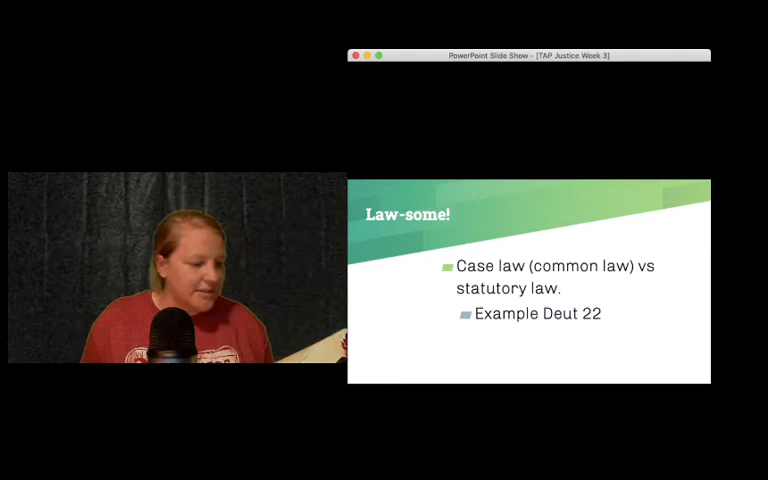 PowerPoint Slide Show - [TAP Justice Week 3]
Law-some!
Case law (common law) vs
statutory law.
Example Deut 22